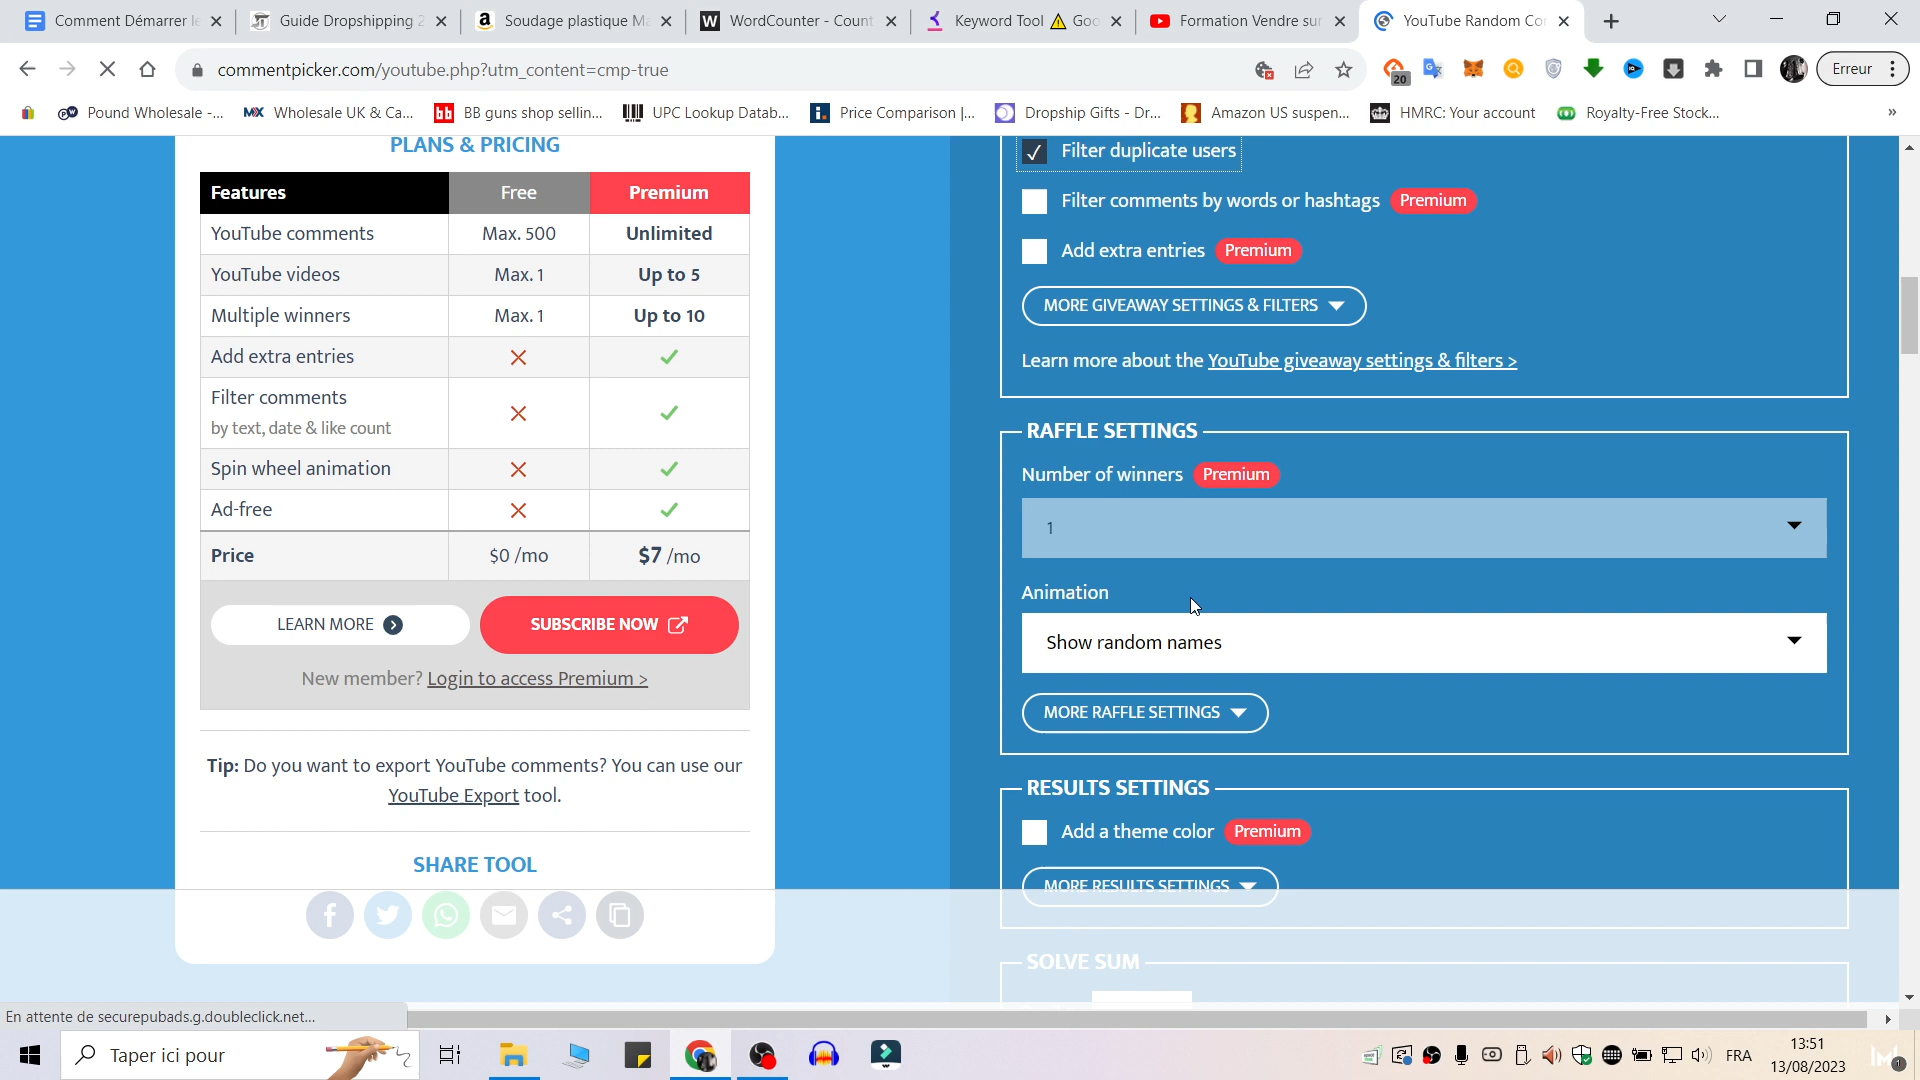 Comment Démarrer l
Guide Dropshipping 2
Soudage plastique Ma
WordCounter - Count
Keyword Tool ⚠ Goo
Formation Vendre sur
YouTube Random Co
commentpicker.com/youtube.php?utm_content=cmp-true
20
Erreur
Pound Wholesale -...
Wholesale UK & Ca...
BB guns shop sellin...
UPC Lookup Datab...
Price Comparison |...
Dropship Gifts - Dr...
Amazon US suspen...
HMRC: Your account
Royalty-Free Stock...
»
PLANS & PRICING
Features Free Premium
YouTube comments Max. 500 Unlimited
YouTube videos Max. 1 Up to 5
Multiple winners Max. 1 Up to 10
Add extra entries
Filter comments
by text, date & like count
Spin wheel animation
Ad-free
Price $0 /mo $7 /mo
LEARN MORE
SUBSCRIBE NOW
New member? Login to access Premium >
Tip: Do you want to export YouTube comments? You can use our
YouTube Export tool.
SHARE TOOL
Filter duplicate users
Filter comments by words or hashtags Premium
Add extra entries Premium
MORE GIVEAWAY SETTINGS & FILTERS
Learn more about the YouTube giveaway settings & filters >
RAFFLE SETTINGS
Number of winners Premium
1
Animation
Show random names
MORE RAFFLE SETTINGS
RESULTS SETTINGS
Add a theme color Premium
MORE RESULTS SETTINGS
SOLVE SUM
En attente de securepubads.g.doubleclick.net...
Taper ici pour
FRA
13:51
13/08/2023
1